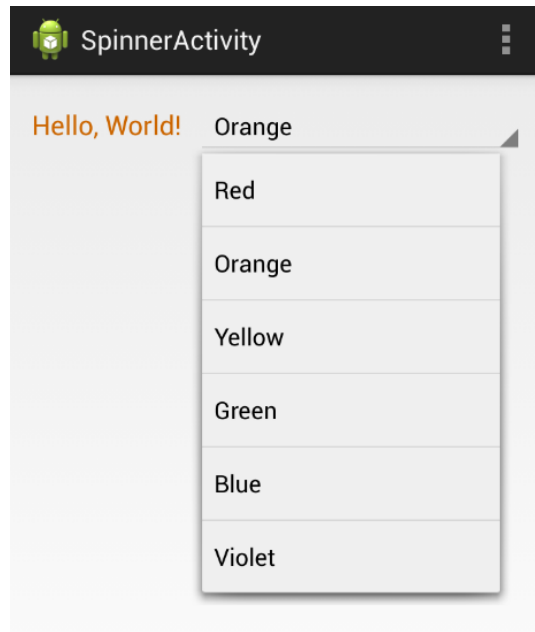 SpinnerActivity
Hello, World! Orange
Red
Orange
Yellow
Green
Blue
Violet